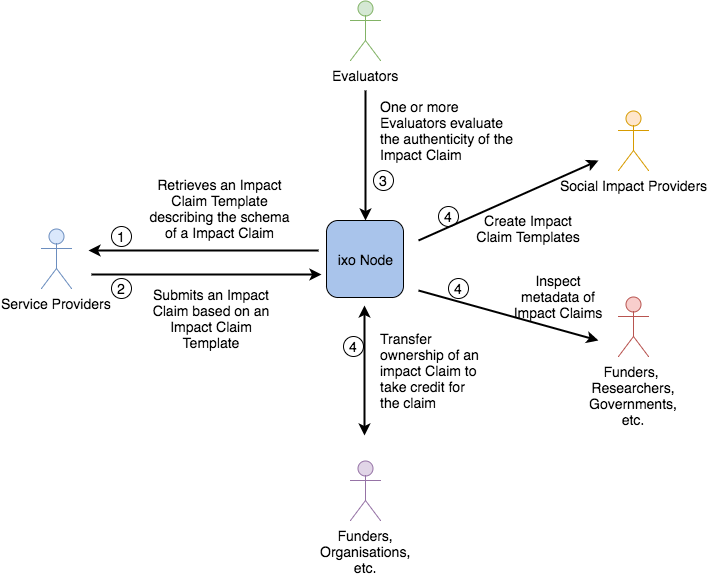 Evaluators
One or more
Evaluators evaluate
the authenticity of the
Impact Claim
3
Social Impact Providers
4
Create Impact
Claim Templates
Retrieves an Impact
Claim Template
describing the schema
of a Impact Claim
1
ixo Node
Service Providers
2
Submits an Impact
Claim based on an
Impact Claim
Template
4
Inspect
metadata of
Impact Claims
Funders,
Researchers,
Governments,
etc.
4
Transfer
ownership of an
impact Claim to
take credit for
the claim
Funders,
Organisations,
etc.